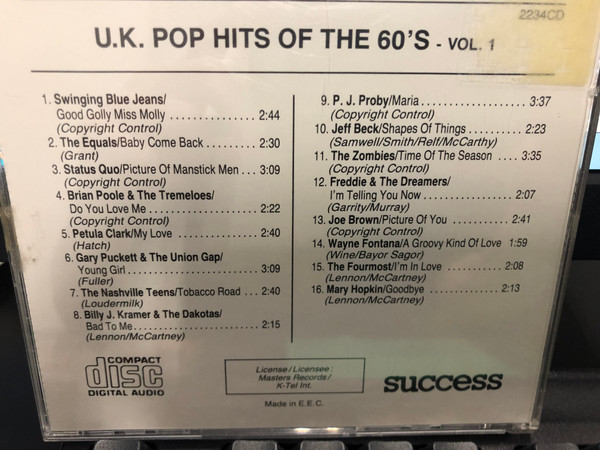 2234CD
U.K. POP HITS OF THE 60'S - VOL. 1
1. Swinging Blue Jeans/
Good Golly Miss Molly .................. 2:44
(Copyright Control)
2. The Equals/Baby Come Back ......... 2:30
(Grant)
3. Status Quo/Picture Of Manstick Men ... 3:09
(Copyright Control)
4. Brian Poole & The Tremeloes/
Do You Love Me ...................... 2:22
(Copyright Control)
5. Petula Clark/My Love ................. 2:40
(Hatch)
6. Gary Puckett & The Union Gap/
Young Girl ........................... 3:09
(Fuller)
7. The Nashville Teens/Tobacco Road ... 2:40
(Loudermilk)
8. Billy J. Kramer & The Dakotas/
Bad To Me ........................... 2:15
(Lennon/McCartney)
9. P. J. Proby/Maria ..................... 3:37
(Copyright Control)
10. Jeff Beck/Shapes Of Things ........... 2:23
(Samwell/Smith/Relf/McCarthy)
11. The Zombies/Time Of The Season .... 3:35
(Copyright Control)
12. Freddie & The Dreamers/
I'm Telling You Now ................... 2:07
(Garrity/Murray)
13. Joe Brown/Picture Of You ............ 2:41
(Copyright Control)
14. Wayne Fontana/A Groovy Kind Of Love 1:59
(Wine/Bayor Sagor)
15. The Fourmost/I'm In Love ........... 2:08
(Lennon/McCartney)
16. Mary Hopkin/Goodbye .............. 2:13
(Lennon/McCartney)
COMPACT
disc
DIGITAL AUDIO
License / Licensee :
Masters Records /
K-Tel Int.
Made in E.E.C.
success